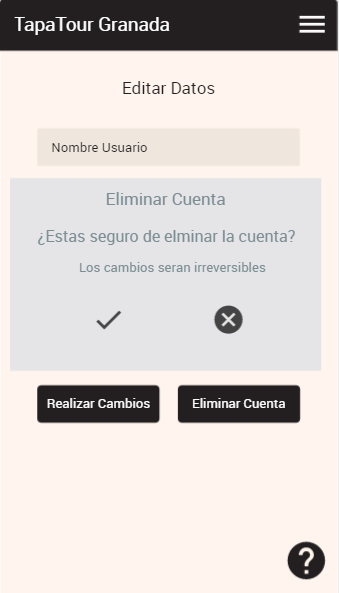 TapaTour Granada
Editar Datos
Nombre Usuario
Eliminar Cuenta
¿Estas seguro de elminar la cuenta?
Los cambios seran irreversibles
Realizar Cambios
Eliminar Cuenta
?